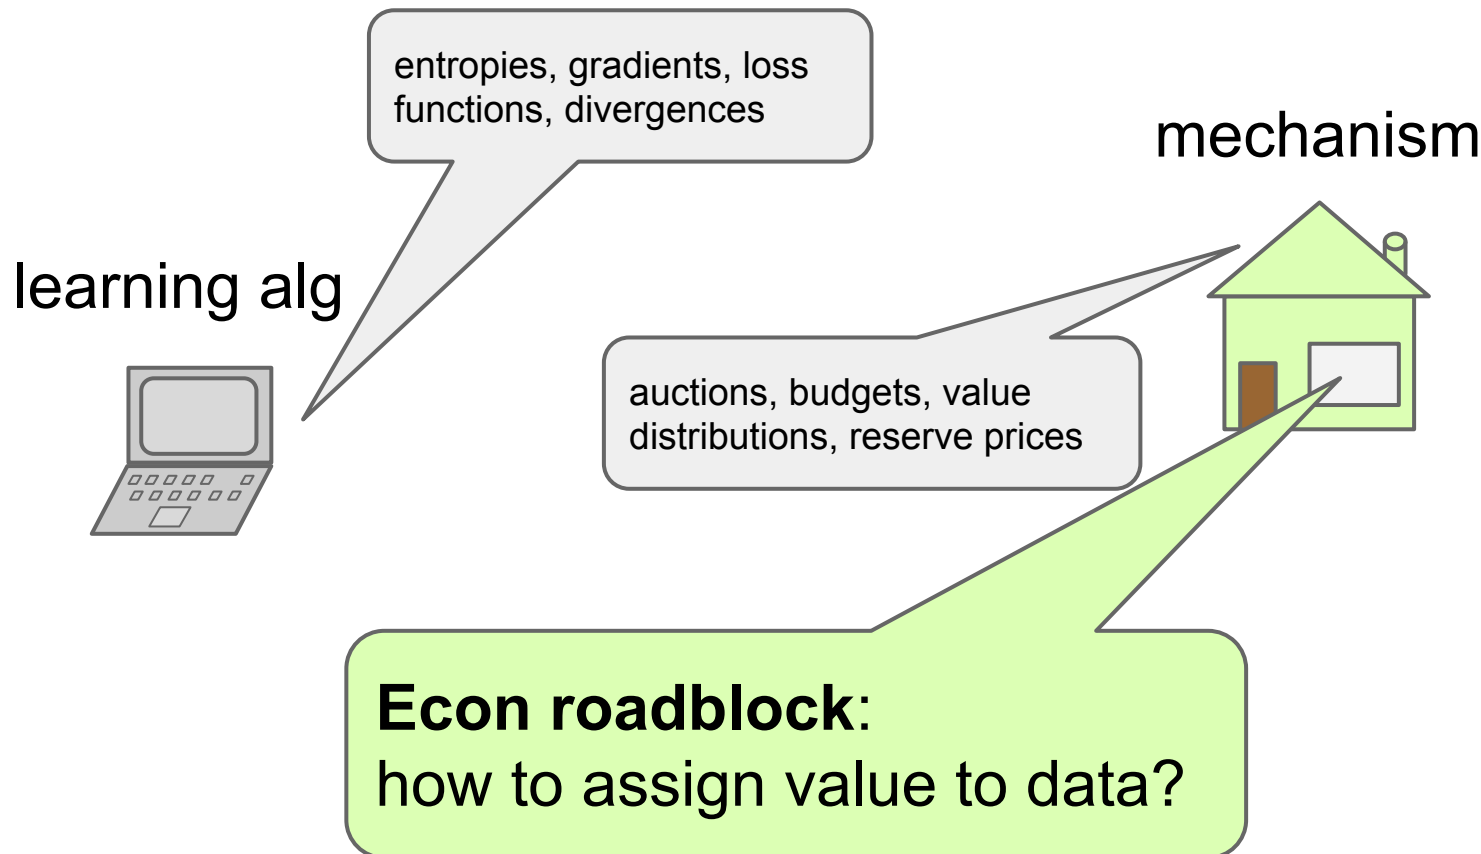 entropies, gradients, loss
functions, divergences
mechanism
learning alg
auctions, budgets, value
distributions, reserve prices
Econ roadblock:
how to assign value to data?